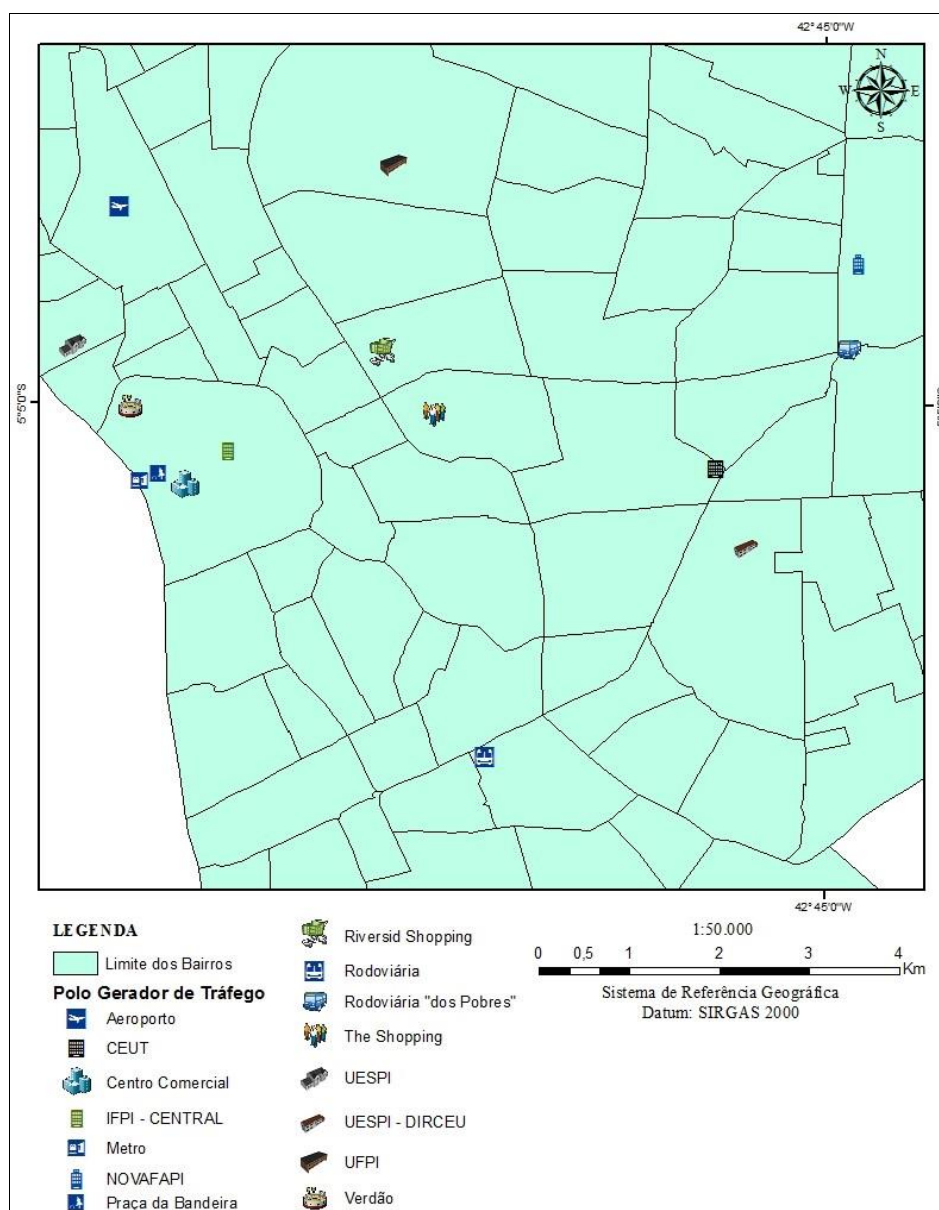 42°45'0"W
N
W E
S
5°5'0"S
42°45'0"W
LEGENDA
Limite dos Bairros
Polo Gerador de Tráfego
Aeroporto
CEUT
Centro Comercial
IFPI - CENTRAL
Metro
NOVAFAPI
Praça da Bandeira
Riversid Shopping
Rodoviária
Rodoviária "dos Pobres"
The Shopping
UESPI
UESPI - DIRCEU
UFPI
Verdão
1:50.000
0 0,5 1 2 3 4
Km
Sistema de Referência Geográfica
Datum: SIRGAS 2000